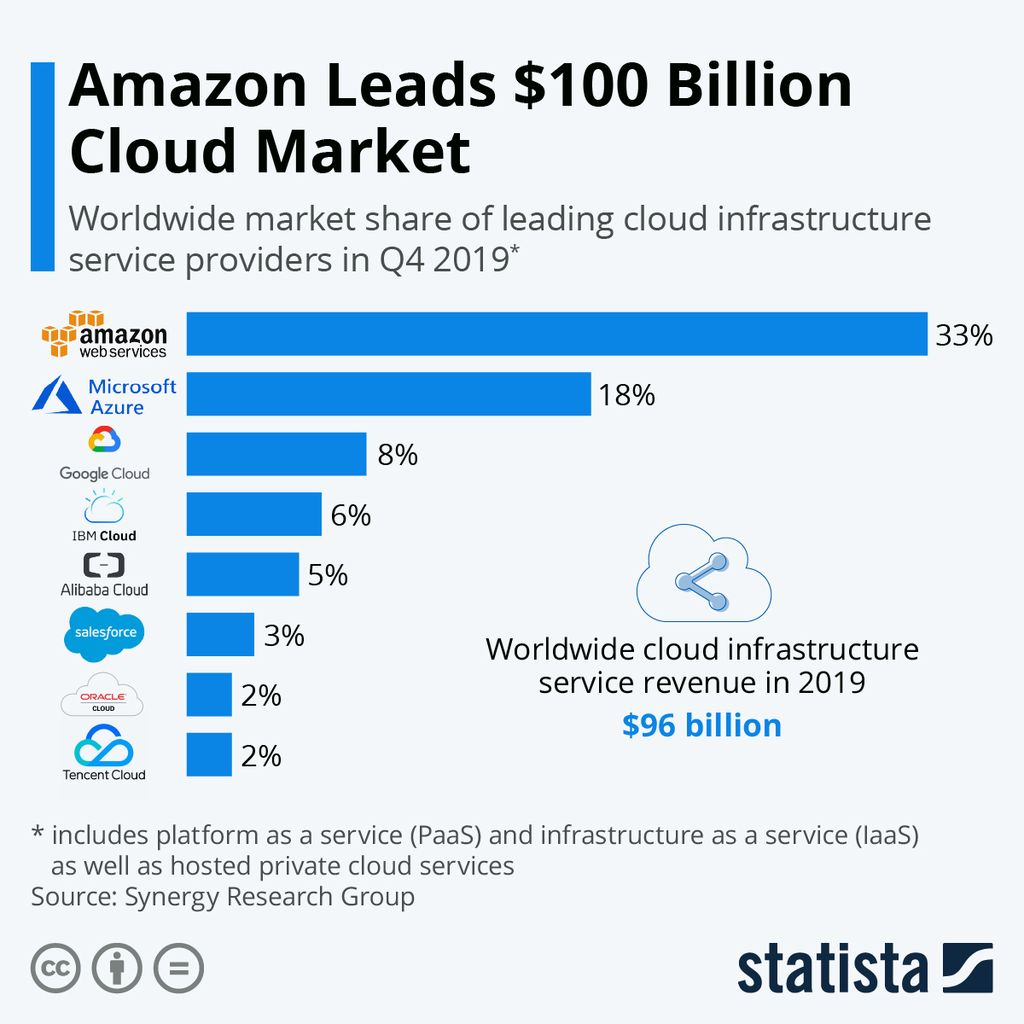 Amazon Leads $100 Billion
Cloud Market
Worldwide market share of leading cloud infrastructure
service providers in Q4 2019*
amazon
web services
33%
Microsoft
Azure
18%
Google Cloud
8%
IBM Cloud
6%
Alibaba Cloud
5%
salesforce
3%
ORACLE
CLOUD
2%
Tencent Cloud
2%
Worldwide cloud infrastructure
service revenue in 2019
$96 billion
* includes platform as a service (PaaS) and infrastructure as a service (IaaS)
as well as hosted private cloud services
Source: Synergy Research Group
cc
statista